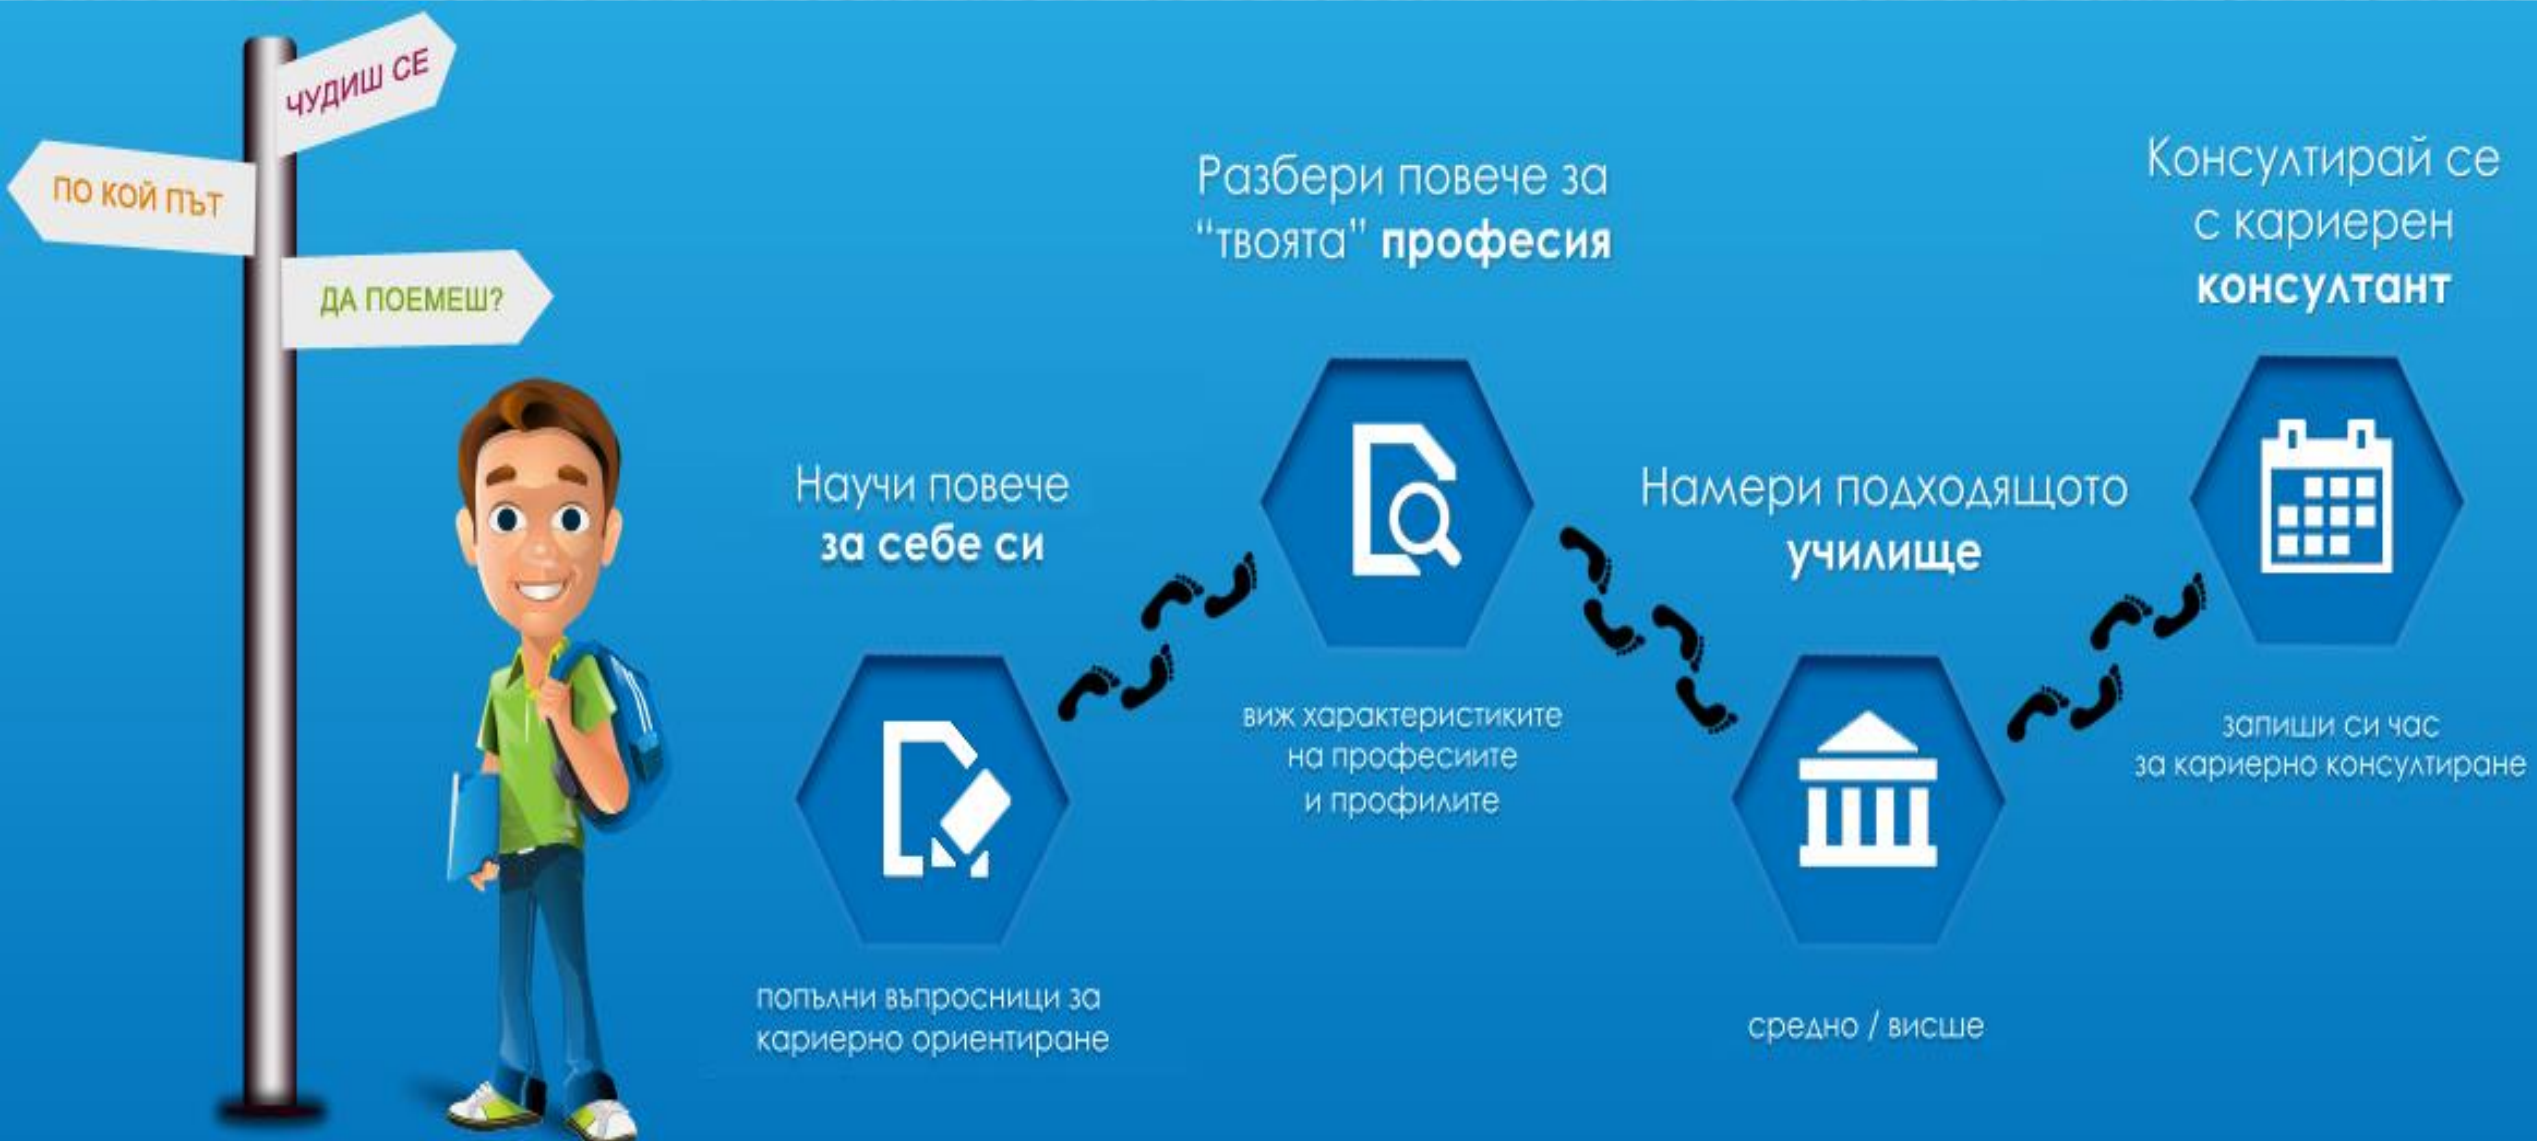 ЧУДИШ СЕ
ПО КОЙ ПЪТ
ДА ПОЕМЕШ?
Научи повече
за себе си
попълни въпросници за
кариерно ориентиране
Разбери повече за
“твоята” професия
виж характеристиките
на професиите
и профилите
Намери подходящото
училище
средно / висше
Консултирай се
с кариерен
консултант
запиши си час
за кариерно консултиране